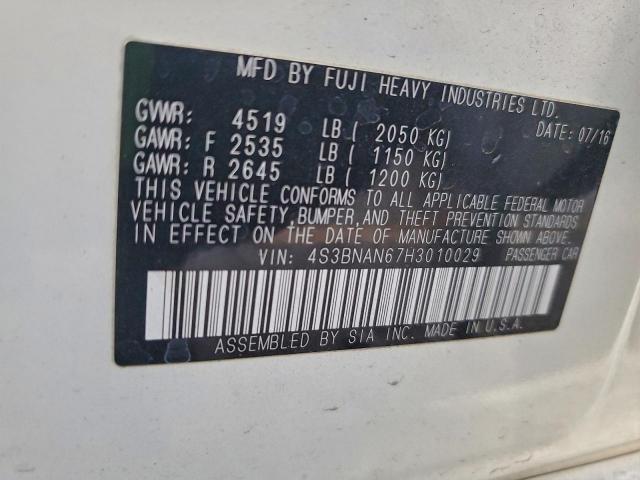 MFD BY FUJI HEAVY INDUSTRIES LTD.
GVWR: 4519 LB ( 2050 KG) DATE: 07/16
GAWR: F 2535 LB ( 1150 KG)
GAWR: R 2645 LB ( 1200 KG)
THIS VEHICLE CONFORMS TO ALL APPLICABLE FEDERAL MOTOR
VEHICLE SAFETY, BUMPER, AND THEFT PREVENTION STANDARDS
IN EFFECT ON THE DATE OF MANUFACTURE SHOWN ABOVE.
VIN: 4S3BNAN67H3010029 PASSENGER CAR
ASSEMBLED BY SIA INC. MADE IN U.S.A.